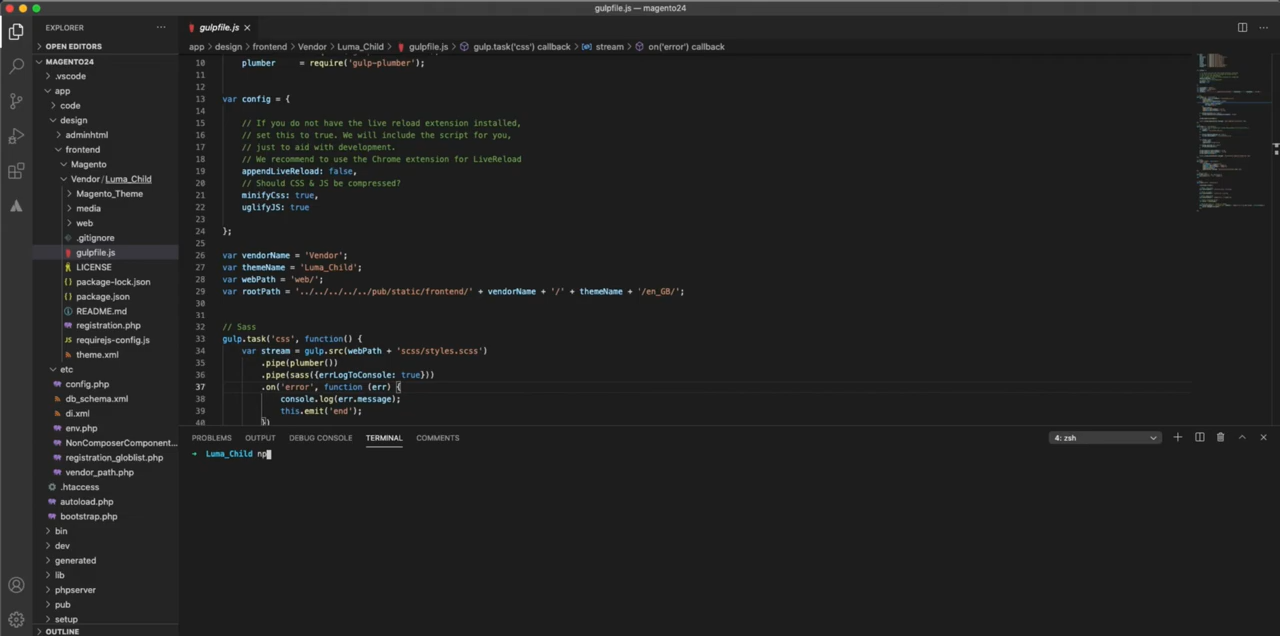 gulpfile.js — magento24
EXPLORER
OPEN EDITORS
MAGENTO24
.vscode
app
code
design
adminhtml
frontend
Magento
Vendor / Luma_Child
Magento_Theme
media
web
.gitignore
gulpfile.js
LICENSE
package-lock.json
package.json
README.md
registration.php
requirejs-config.js
theme.xml
etc
config.php
db_schema.xml
di.xml
env.php
NonComposerComponent...
registration_globlist.php
vendor_path.php
.htaccess
autoload.php
bootstrap.php
bin
dev
generated
lib
phpserver
pub
setup
OUTLINE
gulpfile.js
app › design › frontend › Vendor › Luma_Child › gulpfile.js › gulp.task('css') callback › stream › on('error') callback
10 plumber = require('gulp-plumber');
11
12
13 var config = {
14
15 // If you do not have the live reload extension installed,
16 // set this to true. We will include the script for you,
17 // just to aid with development.
18 // We recommend to use the Chrome extension for LiveReload
19 appendLiveReload: false,
20 // Should CSS & JS be compressed?
21 minifyCss: true,
22 uglifyJS: true
23
24 };
25
26 var vendorName = 'Vendor';
27 var themeName = 'Luma_Child';
28 var webPath = 'web/';
29 var rootPath = '../../../../../pub/static/frontend/' + vendorName + '/' + themeName + '/en_GB/';
30
31
32 // Sass
33 gulp.task('css', function() {
34 var stream = gulp.src(webPath + 'scss/styles.scss')
35 .pipe(plumber())
36 .pipe(sass({errLogToConsole: true}))
37 .on('error', function (err) {
38 console.log(err.message);
39 this.emit('end');
40 })
PROBLEMS OUTPUT DEBUG CONSOLE TERMINAL COMMENTS
4: zsh
→ Luma_Child np